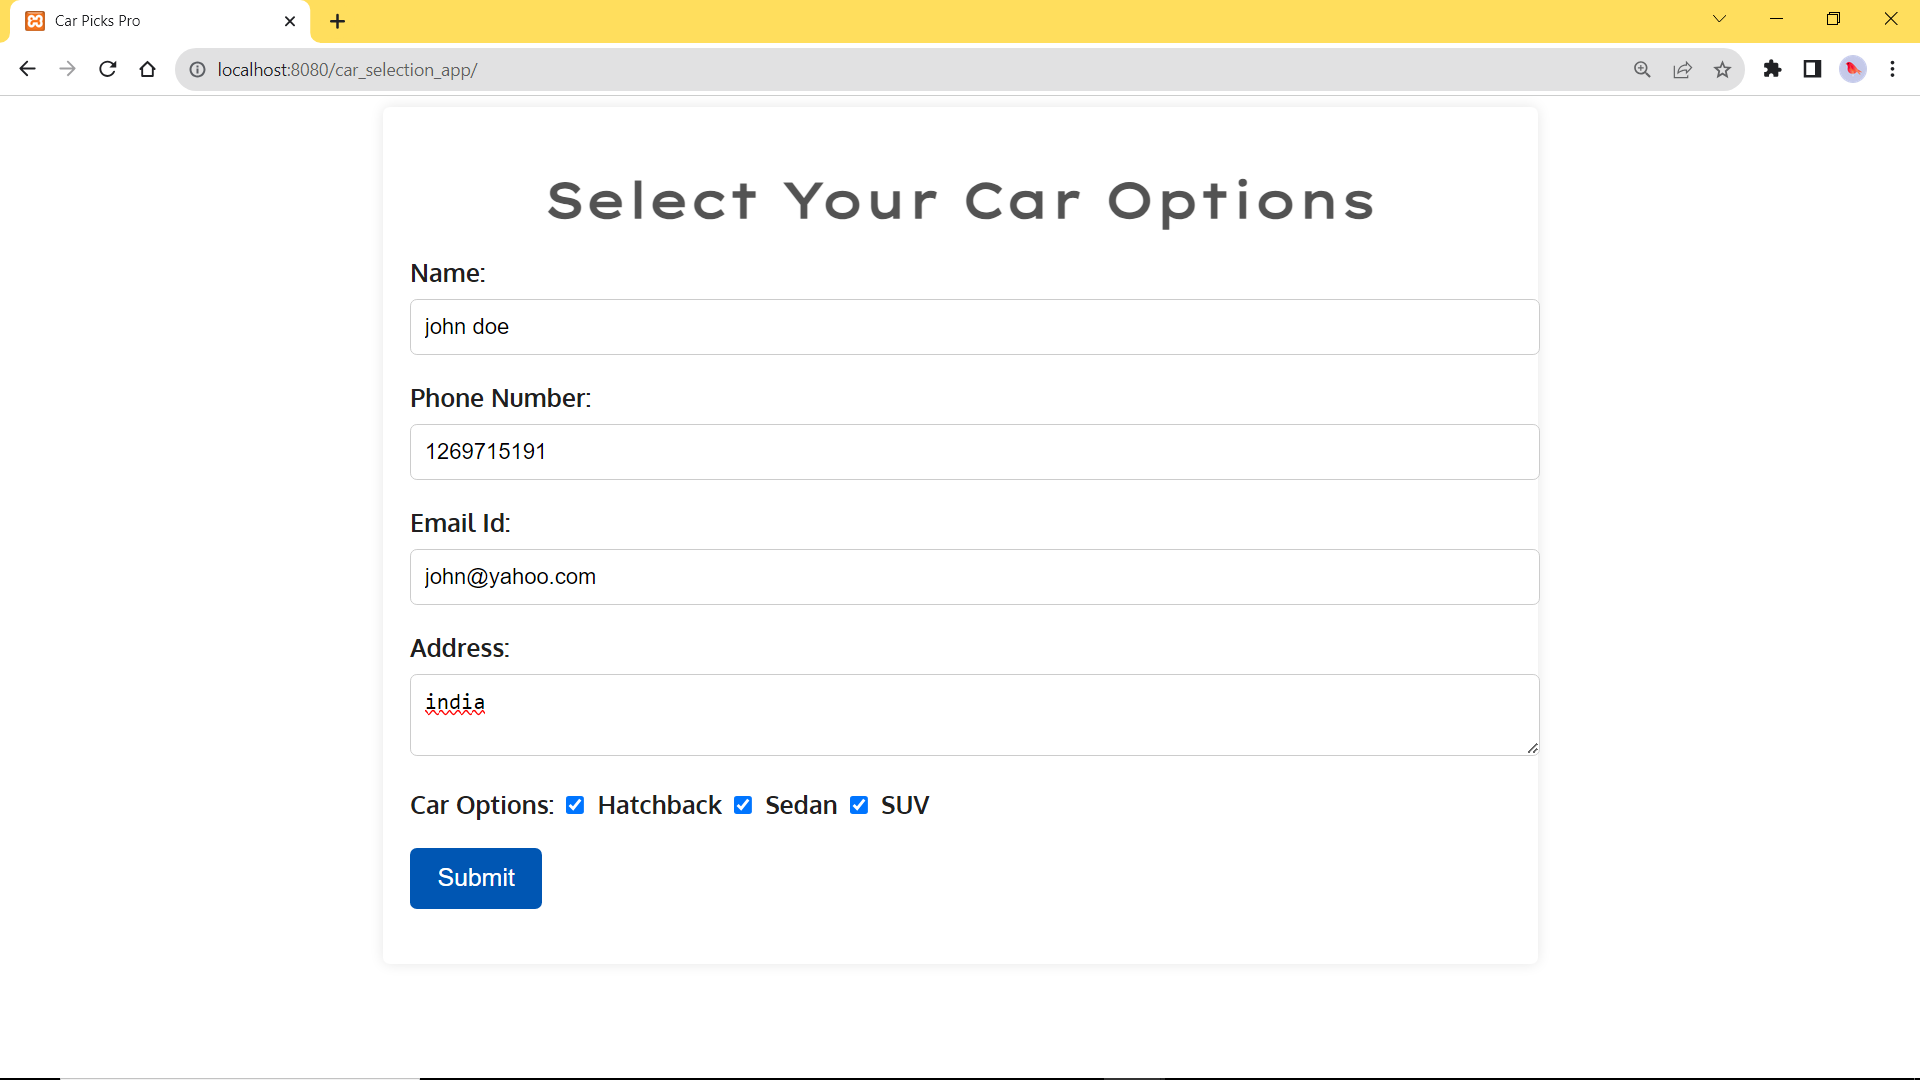 Car Picks Pro
localhost:8080/car_selection_app/
Select Your Car Options
Name:
john doe
Phone Number:
1269715191
Email Id:
john@yahoo.com
Address:
india
Car Options: Hatchback Sedan SUV
Submit